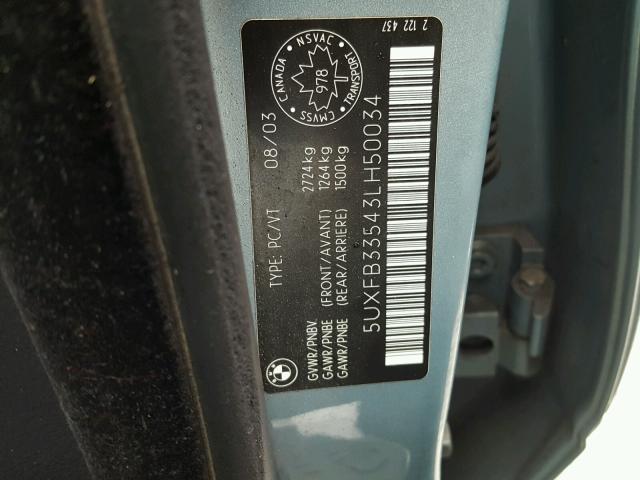 2 122 437
CANADA NSVAC TRANSPORT CMVSS
978
08/03
TYPE: PC/VT
GVWR/PNBV 2724kg
GAWR/PNBE (FRONT/AVANT) 1264kg
GAWR/PNBE (REAR/ARRIERE) 1500kg
5UXFB33543LH50034